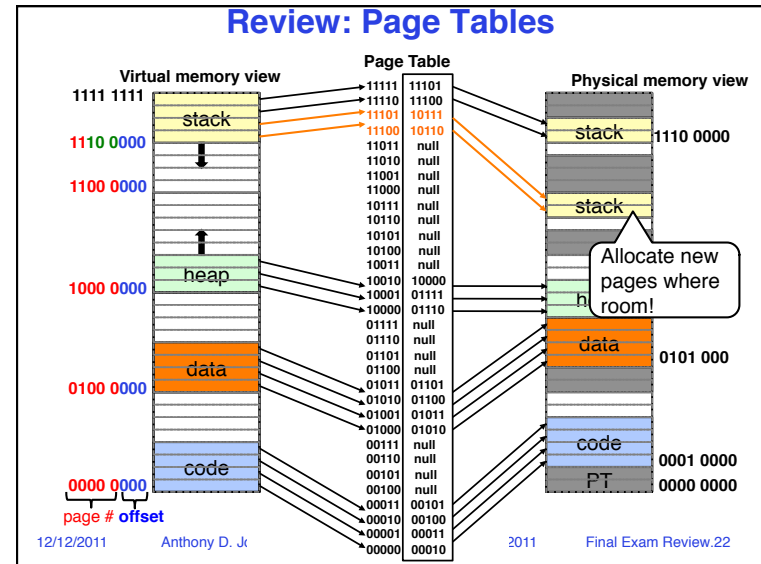 Review: Page Tables
Virtual memory view
Page Table
Physical memory view
1111 1111
1110 0000
1100 0000
1000 0000
0100 0000
0000 0000
page # offset
stack
heap
data
code
11111 11101
11110 11100
11101 10111
11100 10110
11011 null
11010 null
11001 null
11000 null
10111 null
10110 null
10101 null
10100 null
10011 null
10010 10000
10001 01111
10000 01110
01111 null
01110 null
01101 null
01100 null
01011 01101
01010 01100
01001 01011
01000 01010
00111 null
00110 null
00101 null
00100 null
00011 00101
00010 00100
00001 00011
00000 00010
stack
stack
Allocate new
pages where
room!
data
code
PT
1110 0000
0101 000
0001 0000
0000 0000
12/12/2011
Anthony D.
2011
Final Exam Review.22